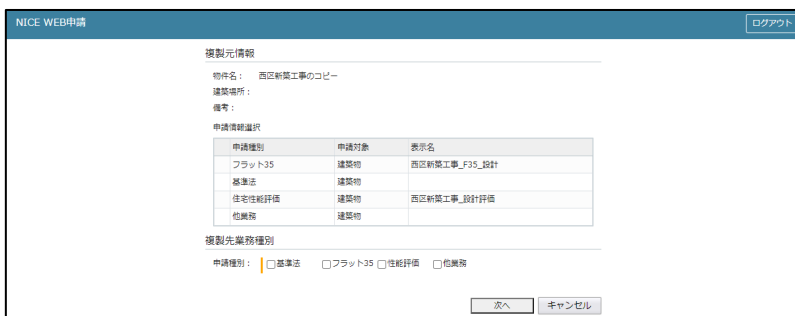 NICE WEB申請 ログアウト
複製元情報
物件名： 西区新築工事のコピー
建築場所：
備考：
申請情報選択
申請種別 申請対象 表示名
フラット35 建築物 西区新築工事_F35_設計
基準法 建築物
住宅性能評価 建築物 西区新築工事_設計評価
他業務 建築物
複製先業務種別
申請種別： 基準法 フラット35 性能評価 他業務
次へ キャンセル